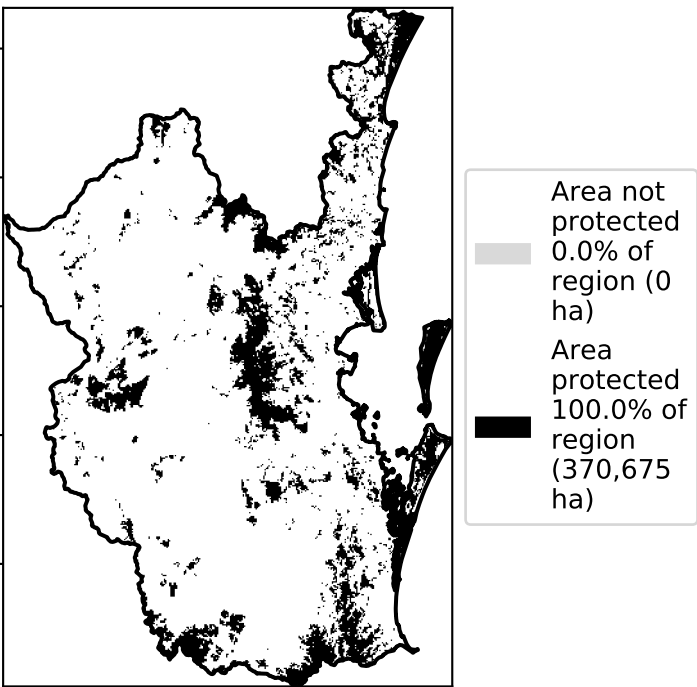 Area not
protected
0.0% of
region (0
ha)
Area
protected
100.0% of
region
(370,675
ha)